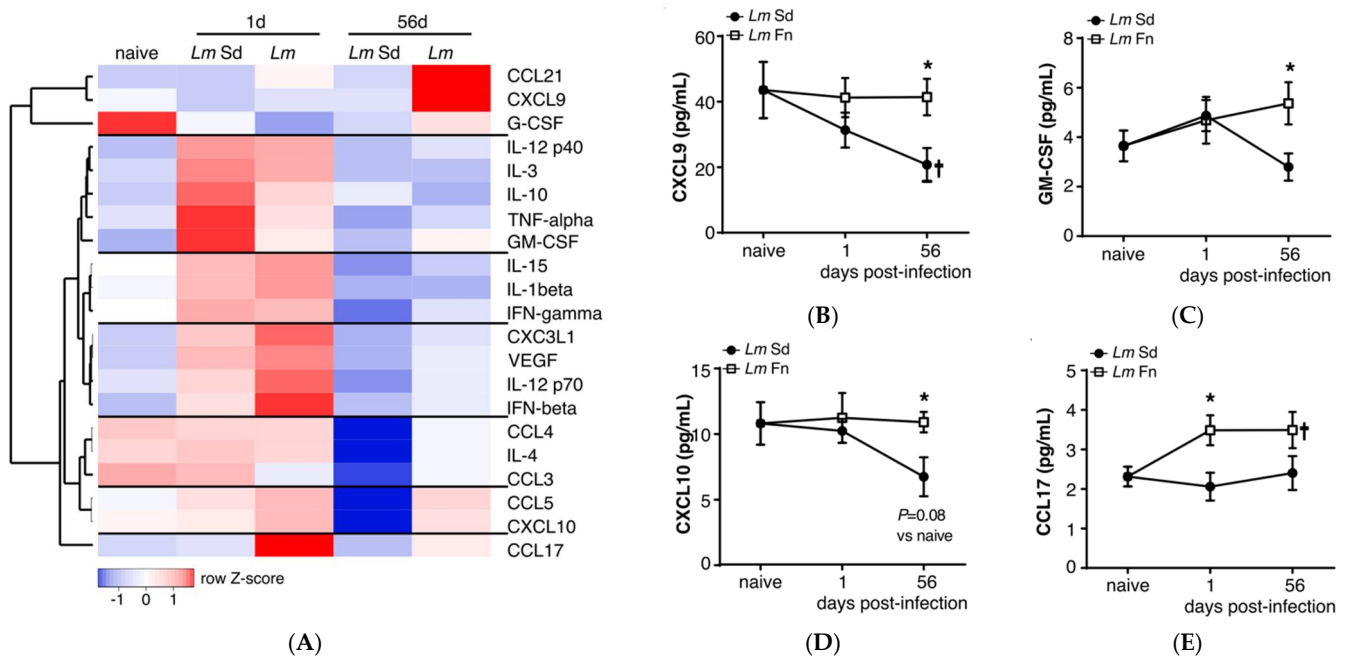 1d 56d
naive Lm Sd Lm Lm Sd Lm
CCL21
CXCL9
G-CSF
IL-12 p40
IL-3
IL-10
TNF-alpha
GM-CSF
IL-15
IL-1beta
IFN-gamma
CXC3L1
VEGF
IL-12 p70
IFN-beta
CCL4
IL-4
CCL3
CCL5
CXCL10
CCL17
row Z-score
-1 0 1
(A)
Lm Sd
Lm Fn
CXCL9 (pg/mL)
60
40
20
0
*
†
naive 1 56
days post-infection
(B)
Lm Sd
Lm Fn
GM-CSF (pg/mL)
8
6
4
2
0
*
naive 1 56
days post-infection
(C)
Lm Sd
Lm Fn
CXCL10 (pg/mL)
15
10
5
0
*
P=0.08
vs naive
naive 1 56
days post-infection
(D)
Lm Sd
Lm Fn
CCL17 (pg/mL)
5
4
3
2
1
0
*
†
naive 1 56
days post-infection
(E)